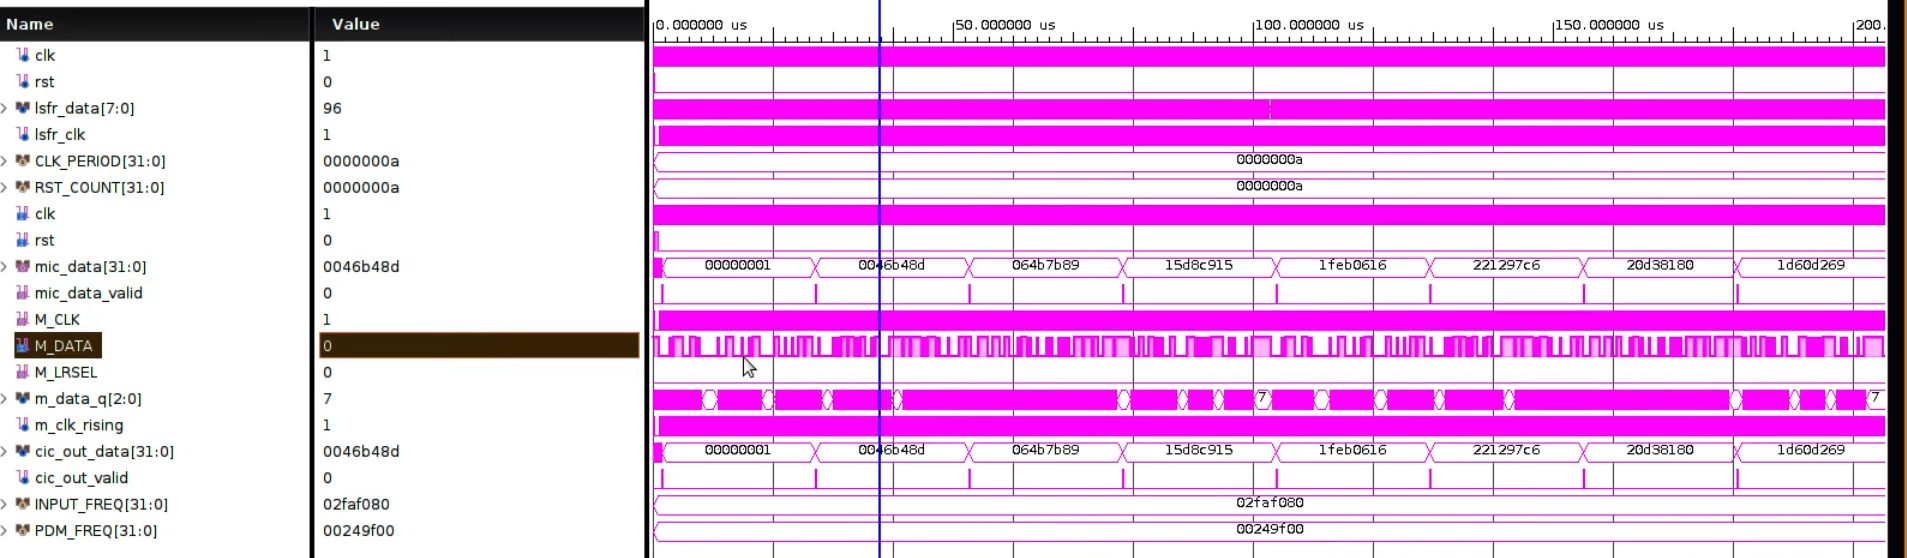 Name Value 0.000000 us 50.000000 us 100.000000 us 150.000000 us 200.
clk 1
rst 0
lsfr_data[7:0] 96
lsfr_clk 1
CLK_PERIOD[31:0] 0000000a 0000000a
RST_COUNT[31:0] 0000000a 0000000a
clk 1
rst 0
mic_data[31:0] 0046b48d 00000001 0046b48d 064b7b89 15d8c915 1feb0616 221297c6 20d38180 1d60d269
mic_data_valid 0
M_CLK 1
M_DATA 0
M_LRSEL 0
m_data_q[2:0] 7 7 7
m_clk_rising 1
cic_out_data[31:0] 0046b48d 00000001 0046b48d 064b7b89 15d8c915 1feb0616 221297c6 20d38180 1d60d269
cic_out_valid 0
INPUT_FREQ[31:0] 02faf080 02faf080
PDM_FREQ[31:0] 00249f00 00249f00